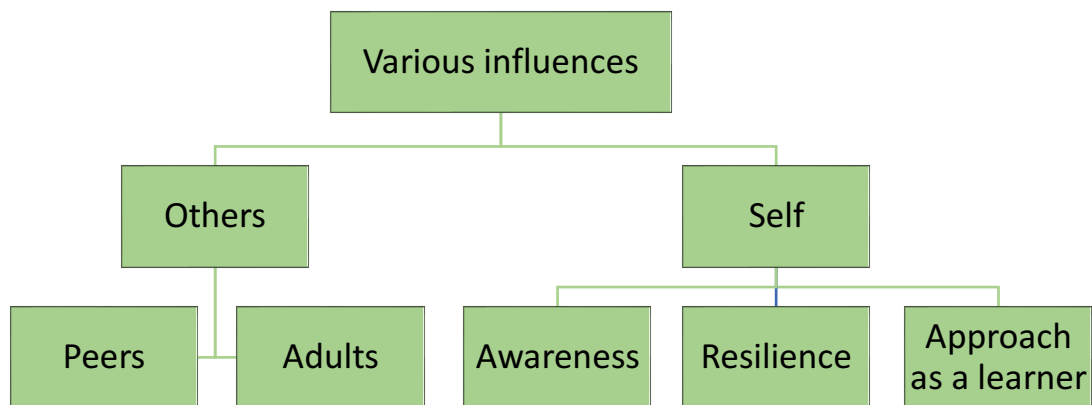 Various influences
Others
Self
Peers
Adults
Awareness
Resilience
Approach
as a learner